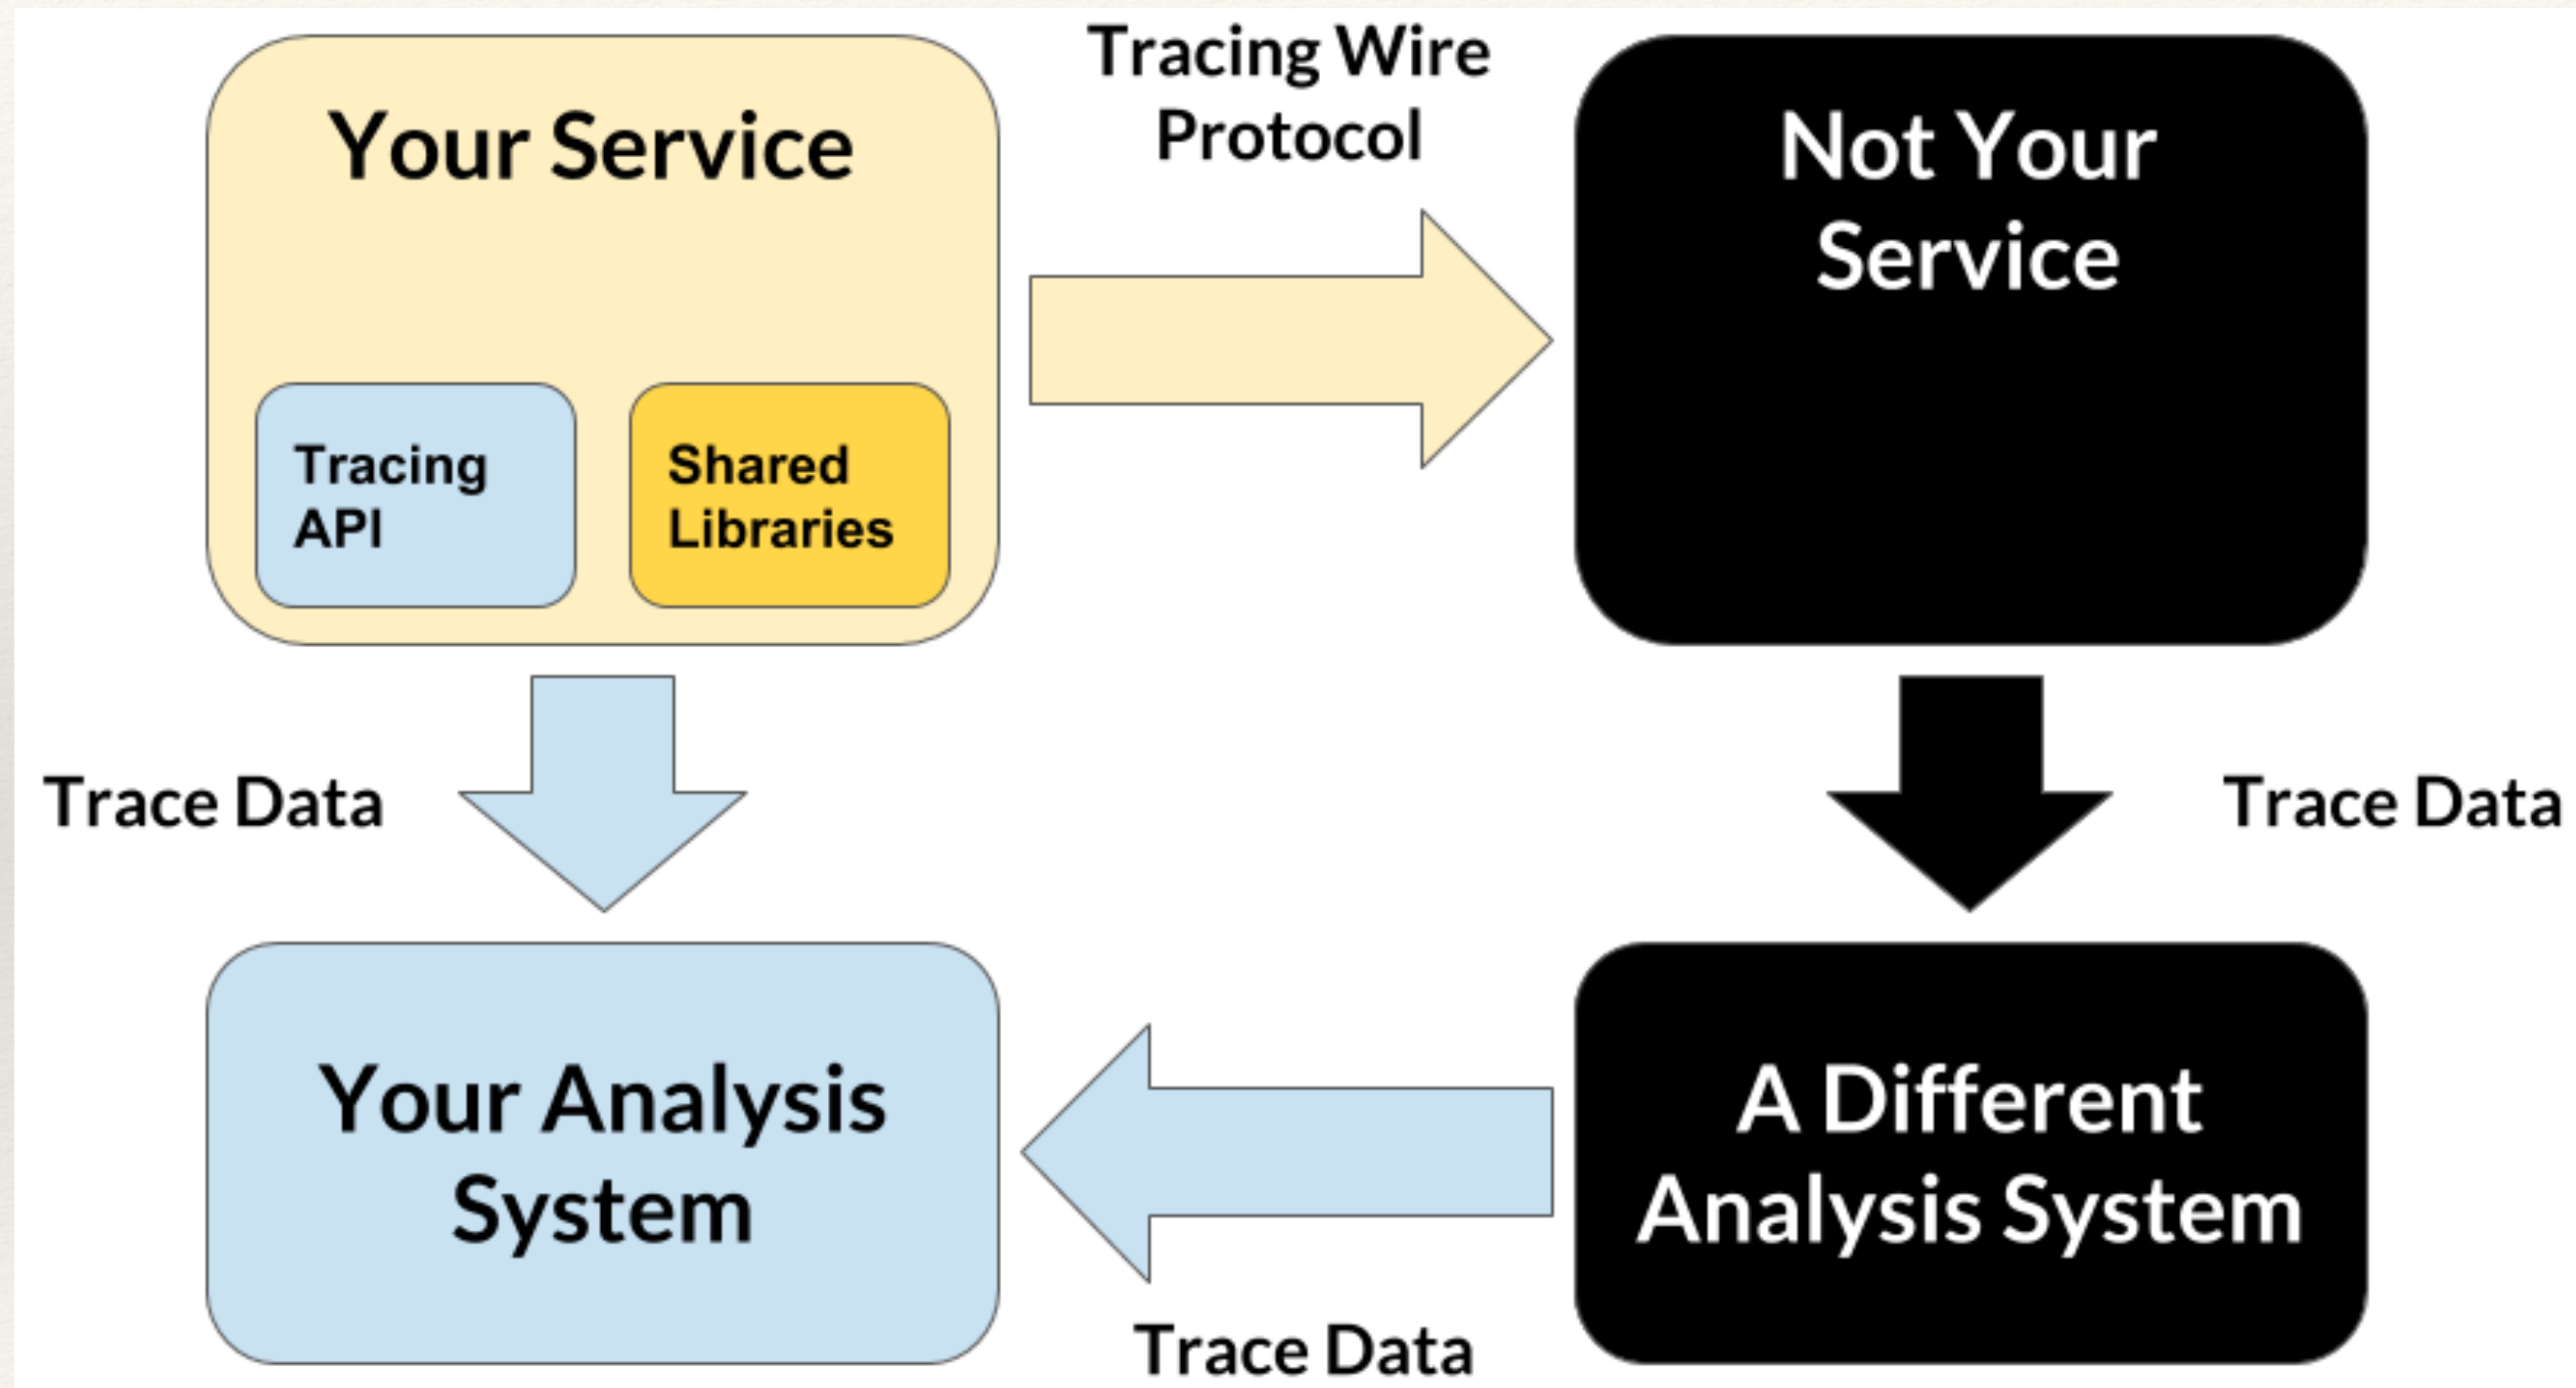 Your Service
Tracing
API
Shared
Libraries
Tracing Wire
Protocol
Not Your
Service
Trace Data
Trace Data
Your Analysis
System
Trace Data
A Different
Analysis System